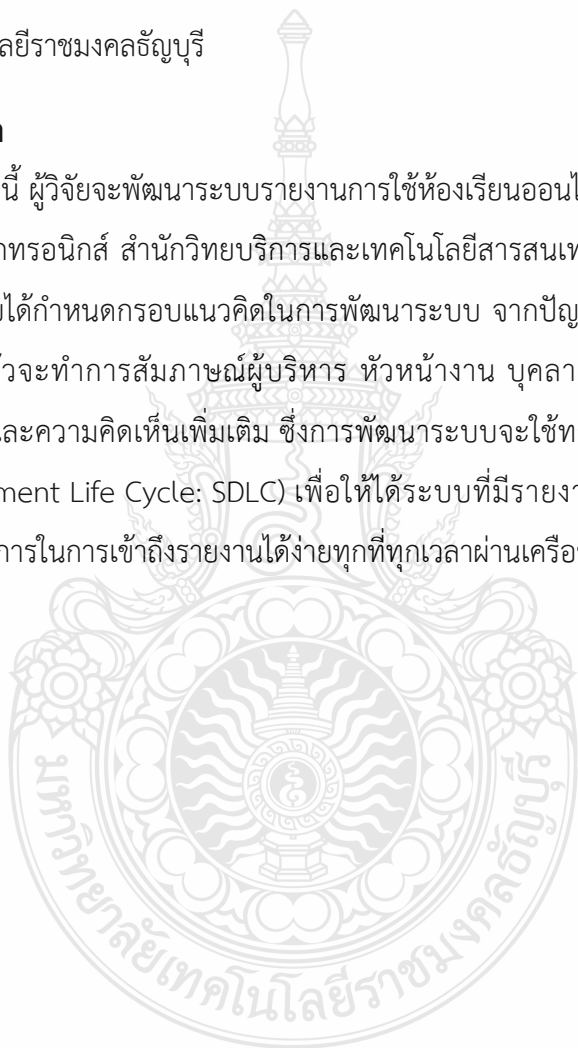 ลยีราชมงคลธัญบุรี
นี้ ผู้วิจัยจะพัฒนาระบบรายงานการใช้ห้องเรียนออนไ
าทรอนิกส์ สำนักวิทยบริการและเทคโนโลยีสารสนเท
ได้กำหนดกรอบแนวคิดในการพัฒนาระบบ จากปัญ
วจะทำการสัมภาษณ์ผู้บริหาร หัวหน้างาน บุคลา
ละความคิดเห็นเพิ่มเติม ซึ่งการพัฒนาระบบจะใช้ท
ment Life Cycle: SDLC) เพื่อให้ได้ระบบที่มีรายงา
การในการเข้าถึงรายงานได้ง่ายทุกที่ทุกเวลาผ่านเครือ
มหาวิทยาลัยเทคโนโลยีราชมงคลธัญบุรี